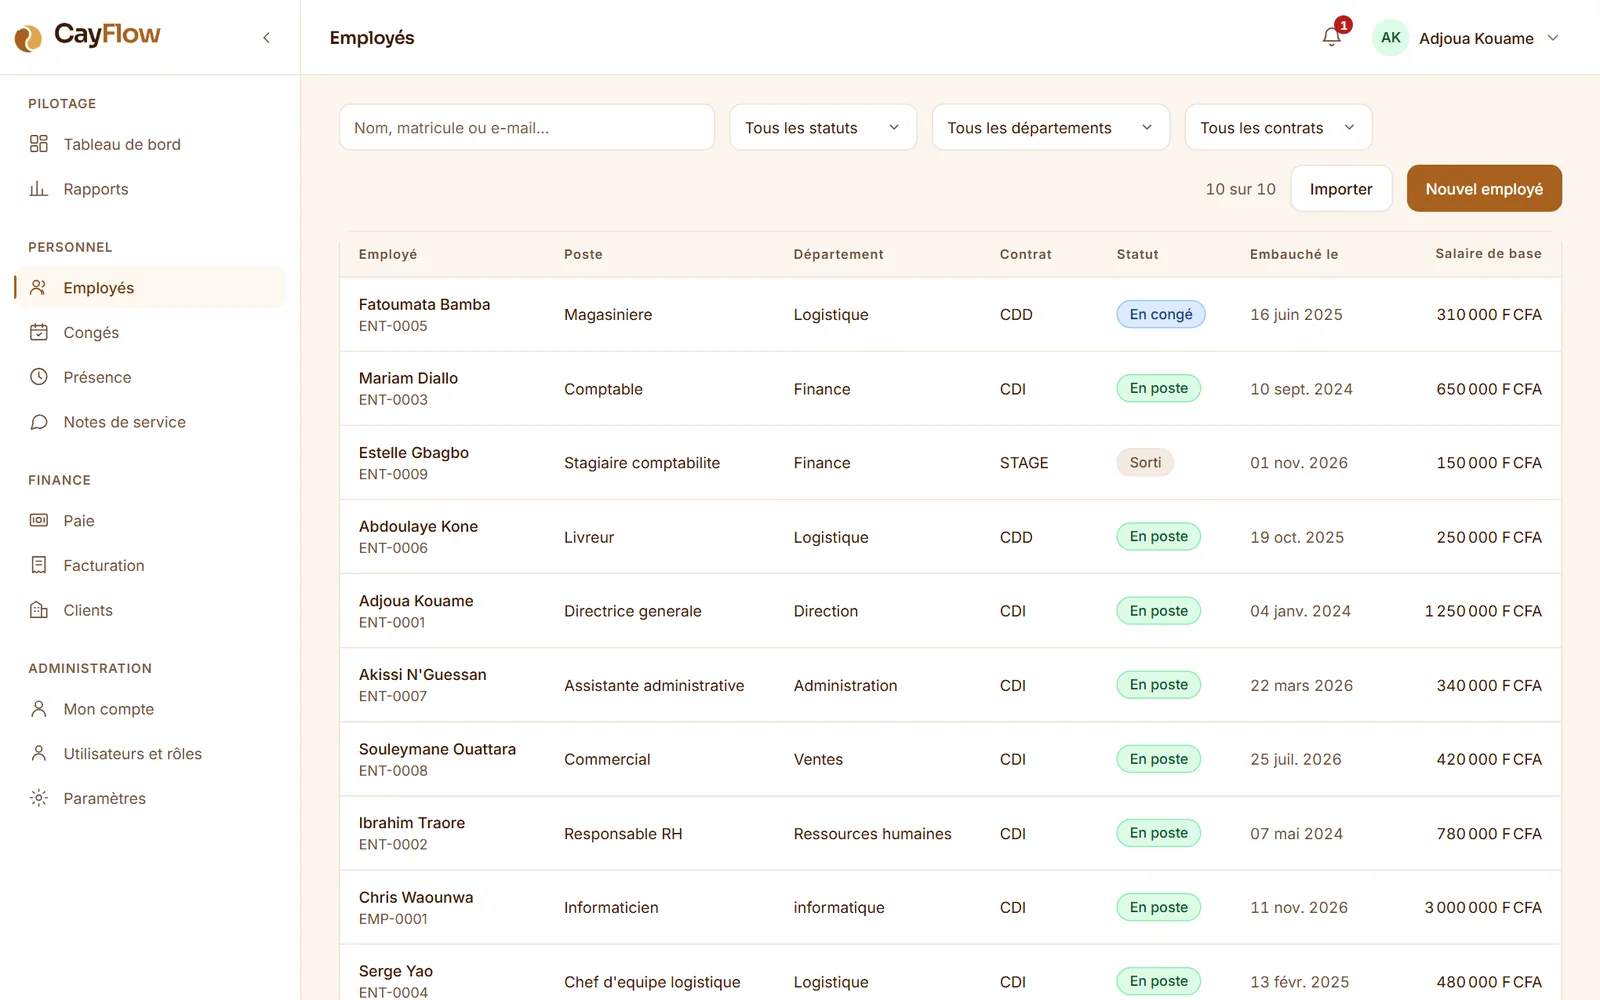 CayFlow
Employés
1
AK
Adjoua Kouame
PILOTAGE
Tableau de bord
Rapports
PERSONNEL
Employés
Congés
Présence
Notes de service
FINANCE
Paie
Facturation
Clients
ADMINISTRATION
Mon compte
Utilisateurs et rôles
Paramètres
Nom, matricule ou e-mail...
Tous les statuts
Tous les départements
Tous les contrats
10 sur 10
Importer
Nouvel employé
Employé Poste Département Contrat Statut Embauché le Salaire de base
Fatoumata Bamba
ENT-0005
Magasiniere Logistique CDD En congé 16 juin 2025 310 000 F CFA
Mariam Diallo
ENT-0003
Comptable Finance CDI En poste 10 sept. 2024 650 000 F CFA
Estelle Gbagbo
ENT-0009
Stagiaire comptabilite Finance STAGE Sorti 01 nov. 2026 150 000 F CFA
Abdoulaye Kone
ENT-0006
Livreur Logistique CDD En poste 19 oct. 2025 250 000 F CFA
Adjoua Kouame
ENT-0001
Directrice generale Direction CDI En poste 04 janv. 2024 1 250 000 F CFA
Akissi N'Guessan
ENT-0007
Assistante administrative Administration CDI En poste 22 mars 2026 340 000 F CFA
Souleymane Ouattara
ENT-0008
Commercial Ventes CDI En poste 25 juil. 2026 420 000 F CFA
Ibrahim Traore
ENT-0002
Responsable RH Ressources humaines CDI En poste 07 mai 2024 780 000 F CFA
Chris Waounwa
EMP-0001
Informaticien informatique CDI En poste 11 nov. 2026 3 000 000 F CFA
Serge Yao
ENT-0004
Chef d'equipe logistique Logistique CDI En poste 13 févr. 2025 480 000 F CFA